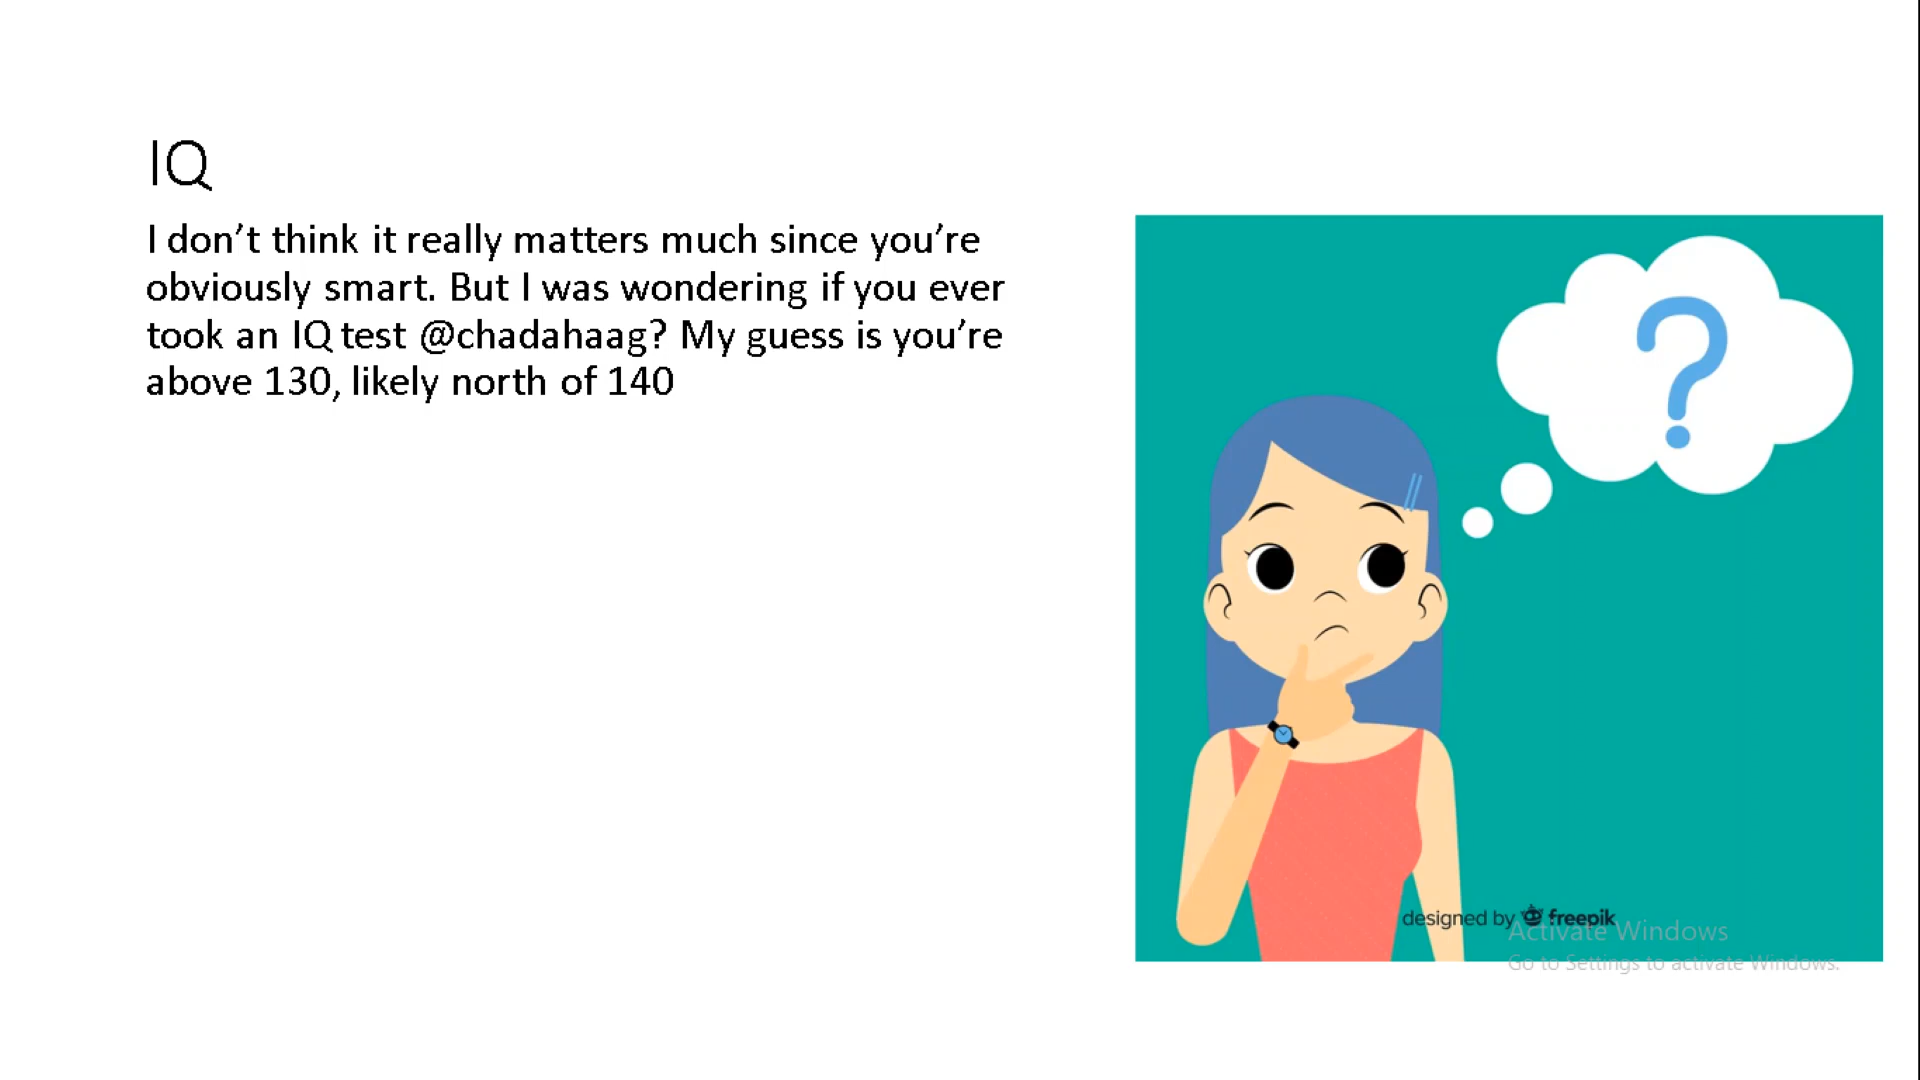 IQ
I don’t think it really matters much since you’re
obviously smart. But I was wondering if you ever
took an IQ test @chadahaag? My guess is you’re
above 130, likely north of 140
?
designed by freepik
Activate Windows
Go to Settings to activate Windows.